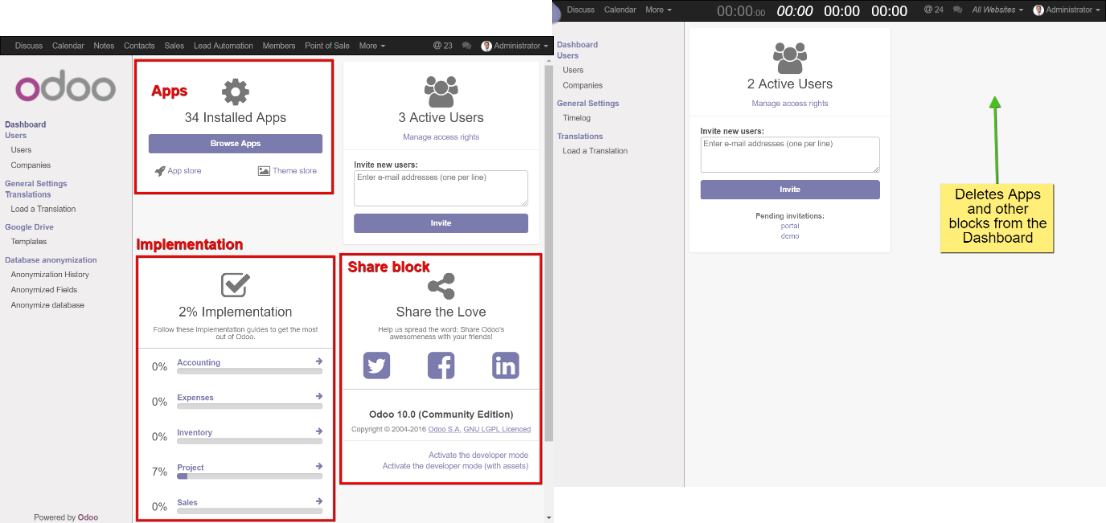 Discuss Calendar Notes Contacts Sales Lead Automation Members Point of Sale More @ 23 Administrator
odoo
Dashboard
Users
Users
Companies
General Settings
Translations
Load a Translation
Google Drive
Templates
Database anonymization
Anonymization History
Anonymized Fields
Anonymize database
Powered by Odoo
Apps
34 Installed Apps
Browse Apps
App store Theme store
3 Active Users
Manage access rights
Invite new users:
Enter e-mail addresses (one per line)
Invite
Implementation
2% Implementation
Follow these Implementation guides to get the most
out of Odoo.
0% Accounting
0% Expenses
0% Inventory
7% Project
0% Sales
Share block
Share the Love
Help us spread the word: Share Odoo's
awesomeness with your friends!
Odoo 10.0 (Community Edition)
Copyright © 2004-2016 Odoo S.A. GNU LGPL Licenced
Activate the developer mode
Activate the developer mode (with assets)
Discuss Calendar More 00:00:00 00:00 00:00 00:00 @ 24 All Websites Administrator
Dashboard
Users
Users
Companies
General Settings
Timelog
Translations
Load a Translation
2 Active Users
Manage access rights
Invite new users:
Enter e-mail addresses (one per line)
Invite
Pending invitations:
portal
demo
Deletes Apps
and other
blocks from the
Dashboard